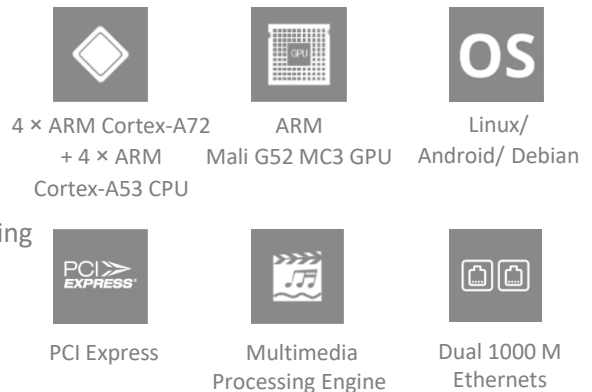 GPU
OS
4 × ARM Cortex-A72
+ 4 × ARM
Cortex-A53 CPU
ARM
Mali G52 MC3 GPU
Linux/
Android/ Debian
ing
PCI
EXPRESS®
PCI Express
Multimedia
Processing Engine
Dual 1000 M
Ethernets